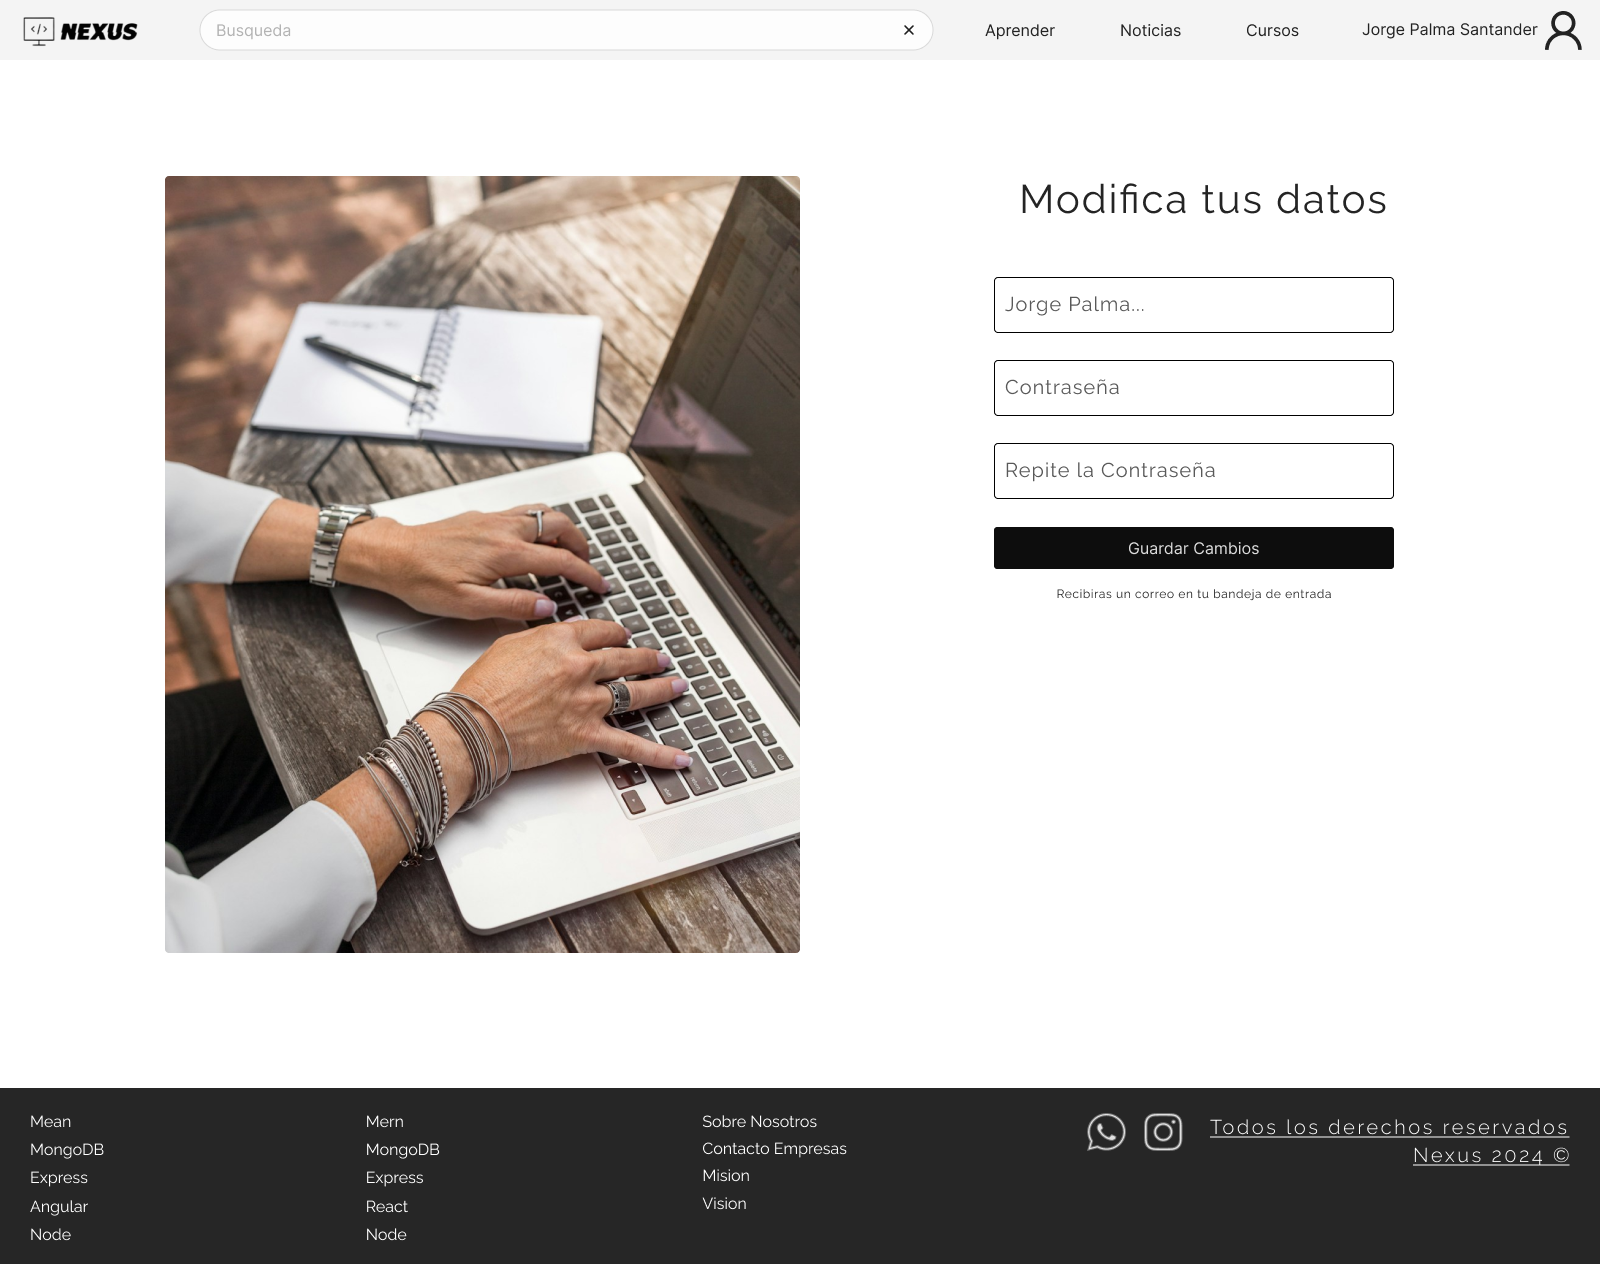 </> NEXUS
Busqueda
Aprender
Noticias
Cursos
Jorge Palma Santander
Modifica tus datos
Jorge Palma...
Contraseña
Repite la Contraseña
Guardar Cambios
Recibiras un correo en tu bandeja de entrada
Mean
MongoDB
Express
Angular
Node
Mern
MongoDB
Express
React
Node
Sobre Nosotros
Contacto Empresas
Mision
Vision
Todos los derechos reservados
Nexus 2024 ©